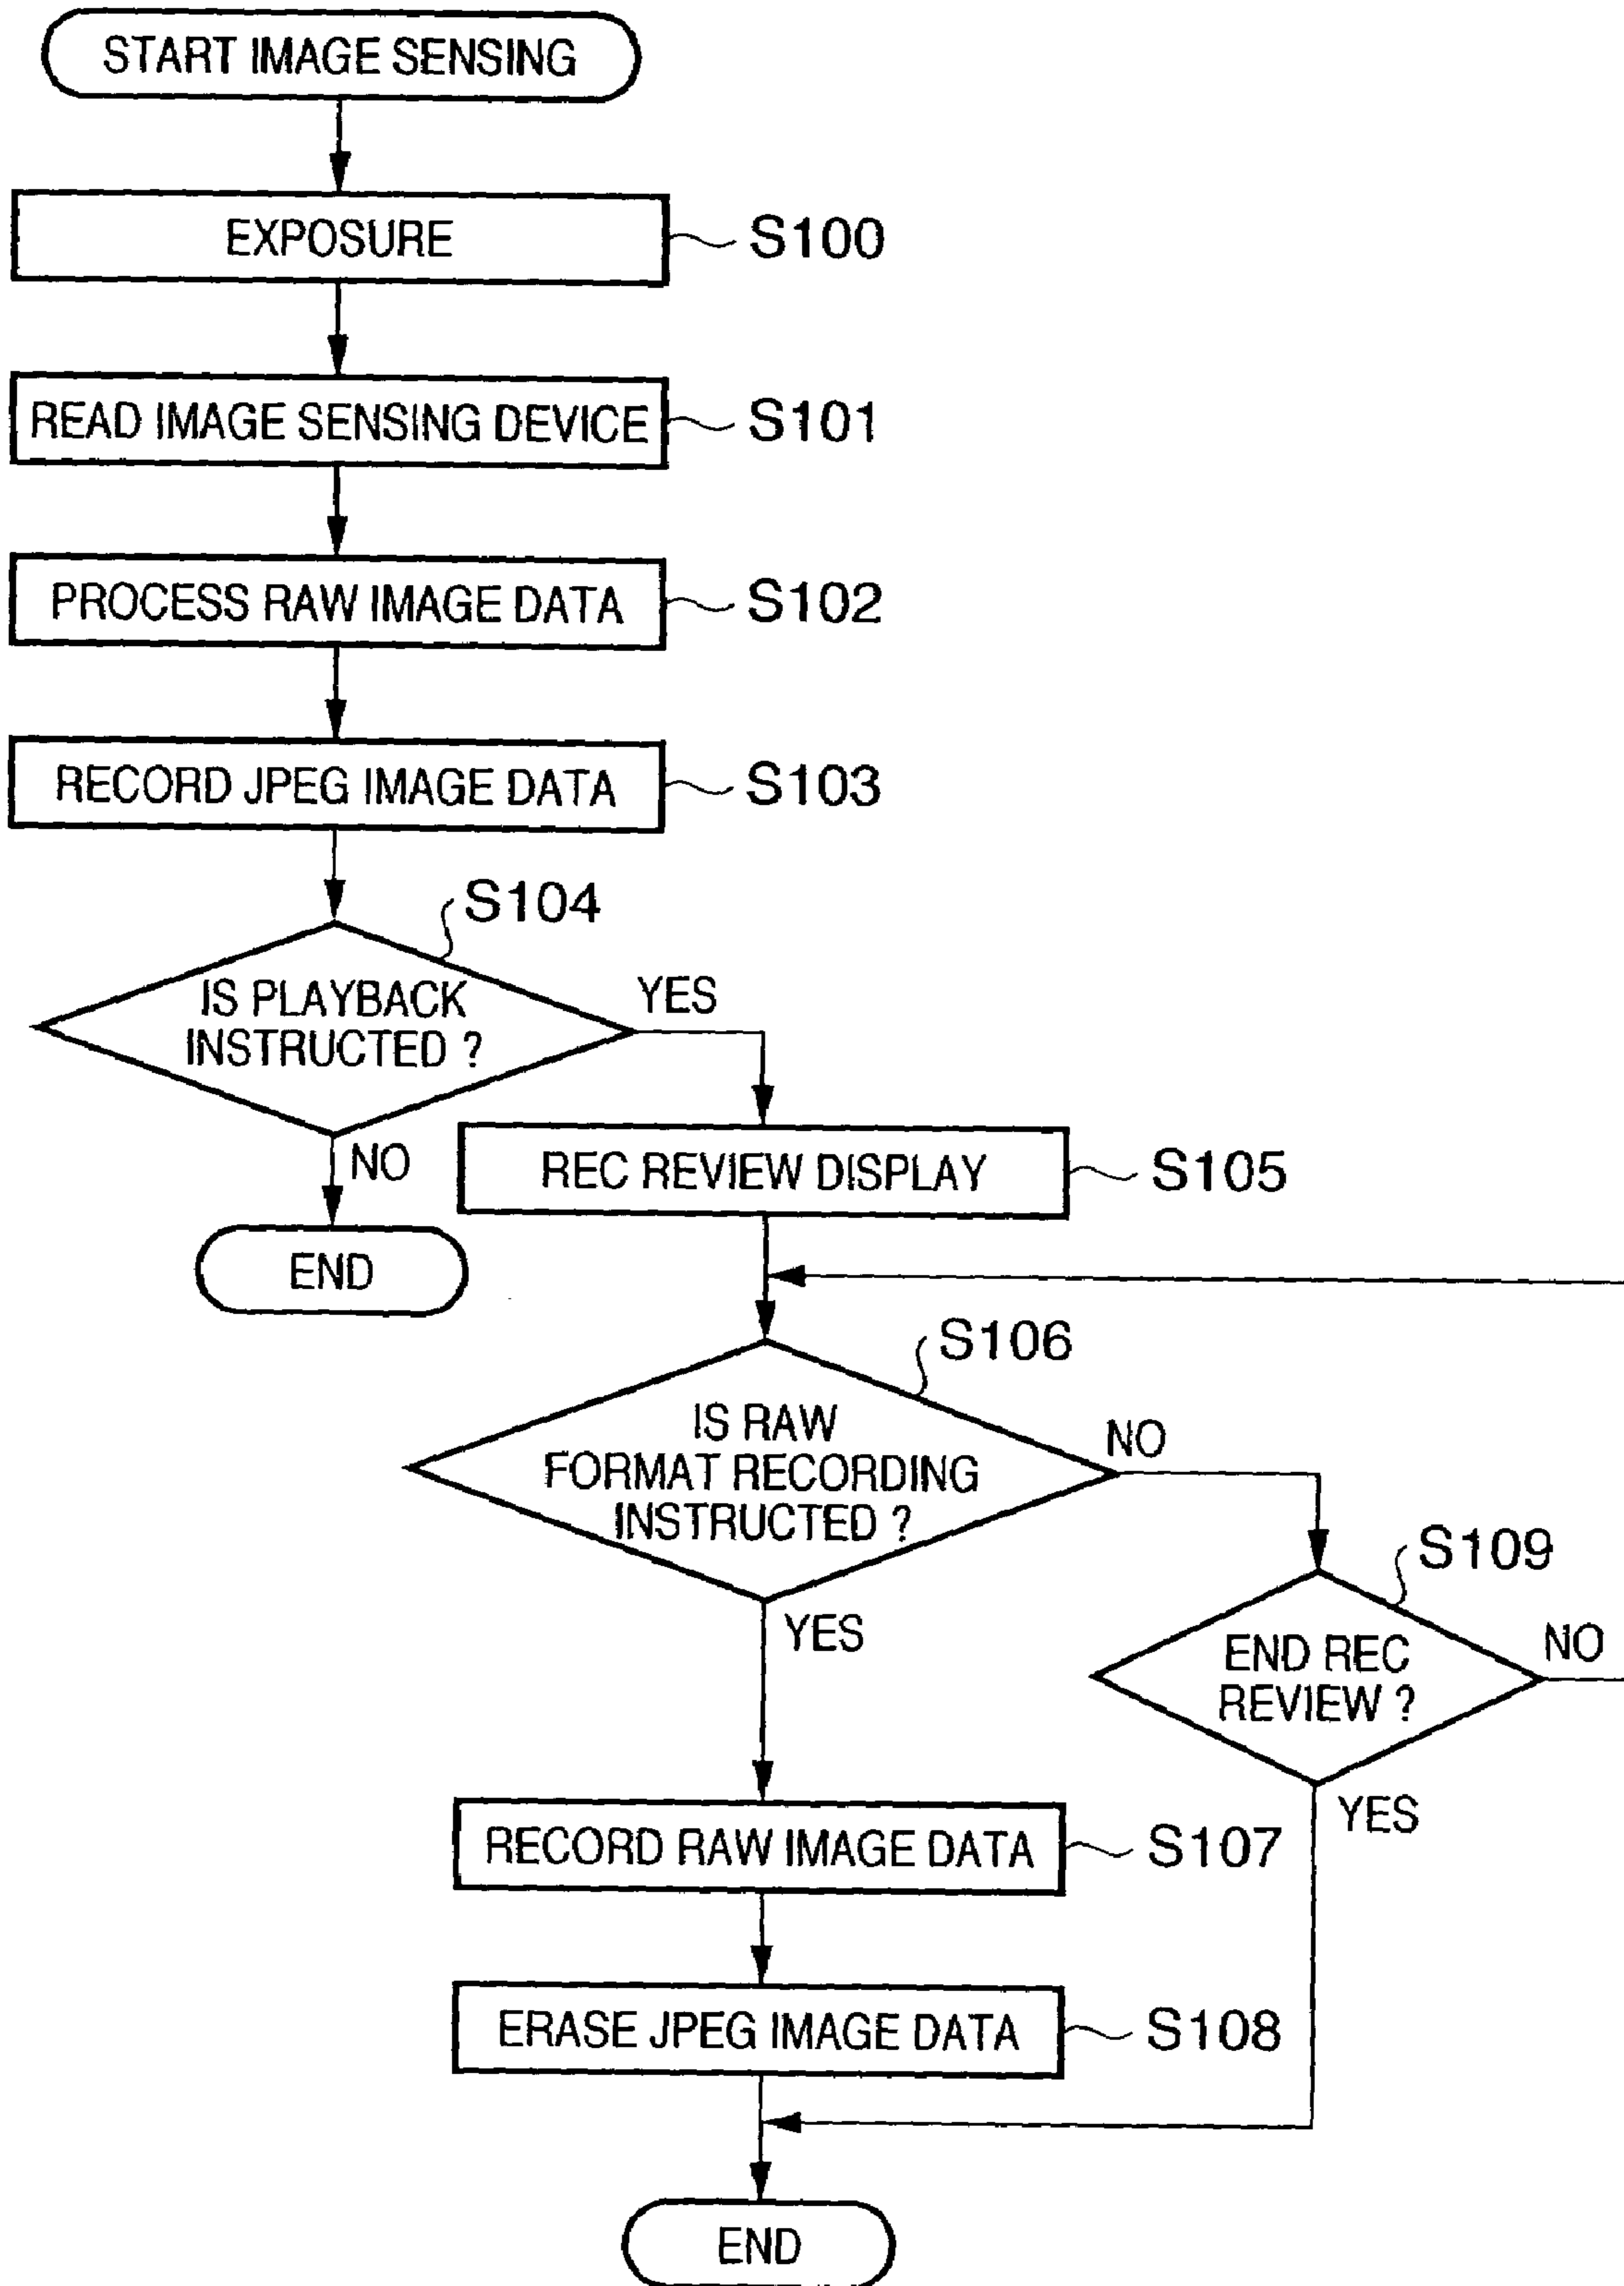 START IMAGE SENSING
EXPOSURE
S100
READ IMAGE SENSING DEVICE
S101
PROCESS RAW IMAGE DATA
S102
RECORD JPEG IMAGE DATA
S103
S104
IS PLAYBACK
INSTRUCTED ?
YES
NO
END
REC REVIEW DISPLAY
S105
S106
IS RAW
FORMAT RECORDING
INSTRUCTED ?
NO
YES
S109
END REC
REVIEW ?
NO
YES
RECORD RAW IMAGE DATA
S107
ERASE JPEG IMAGE DATA
S108
END